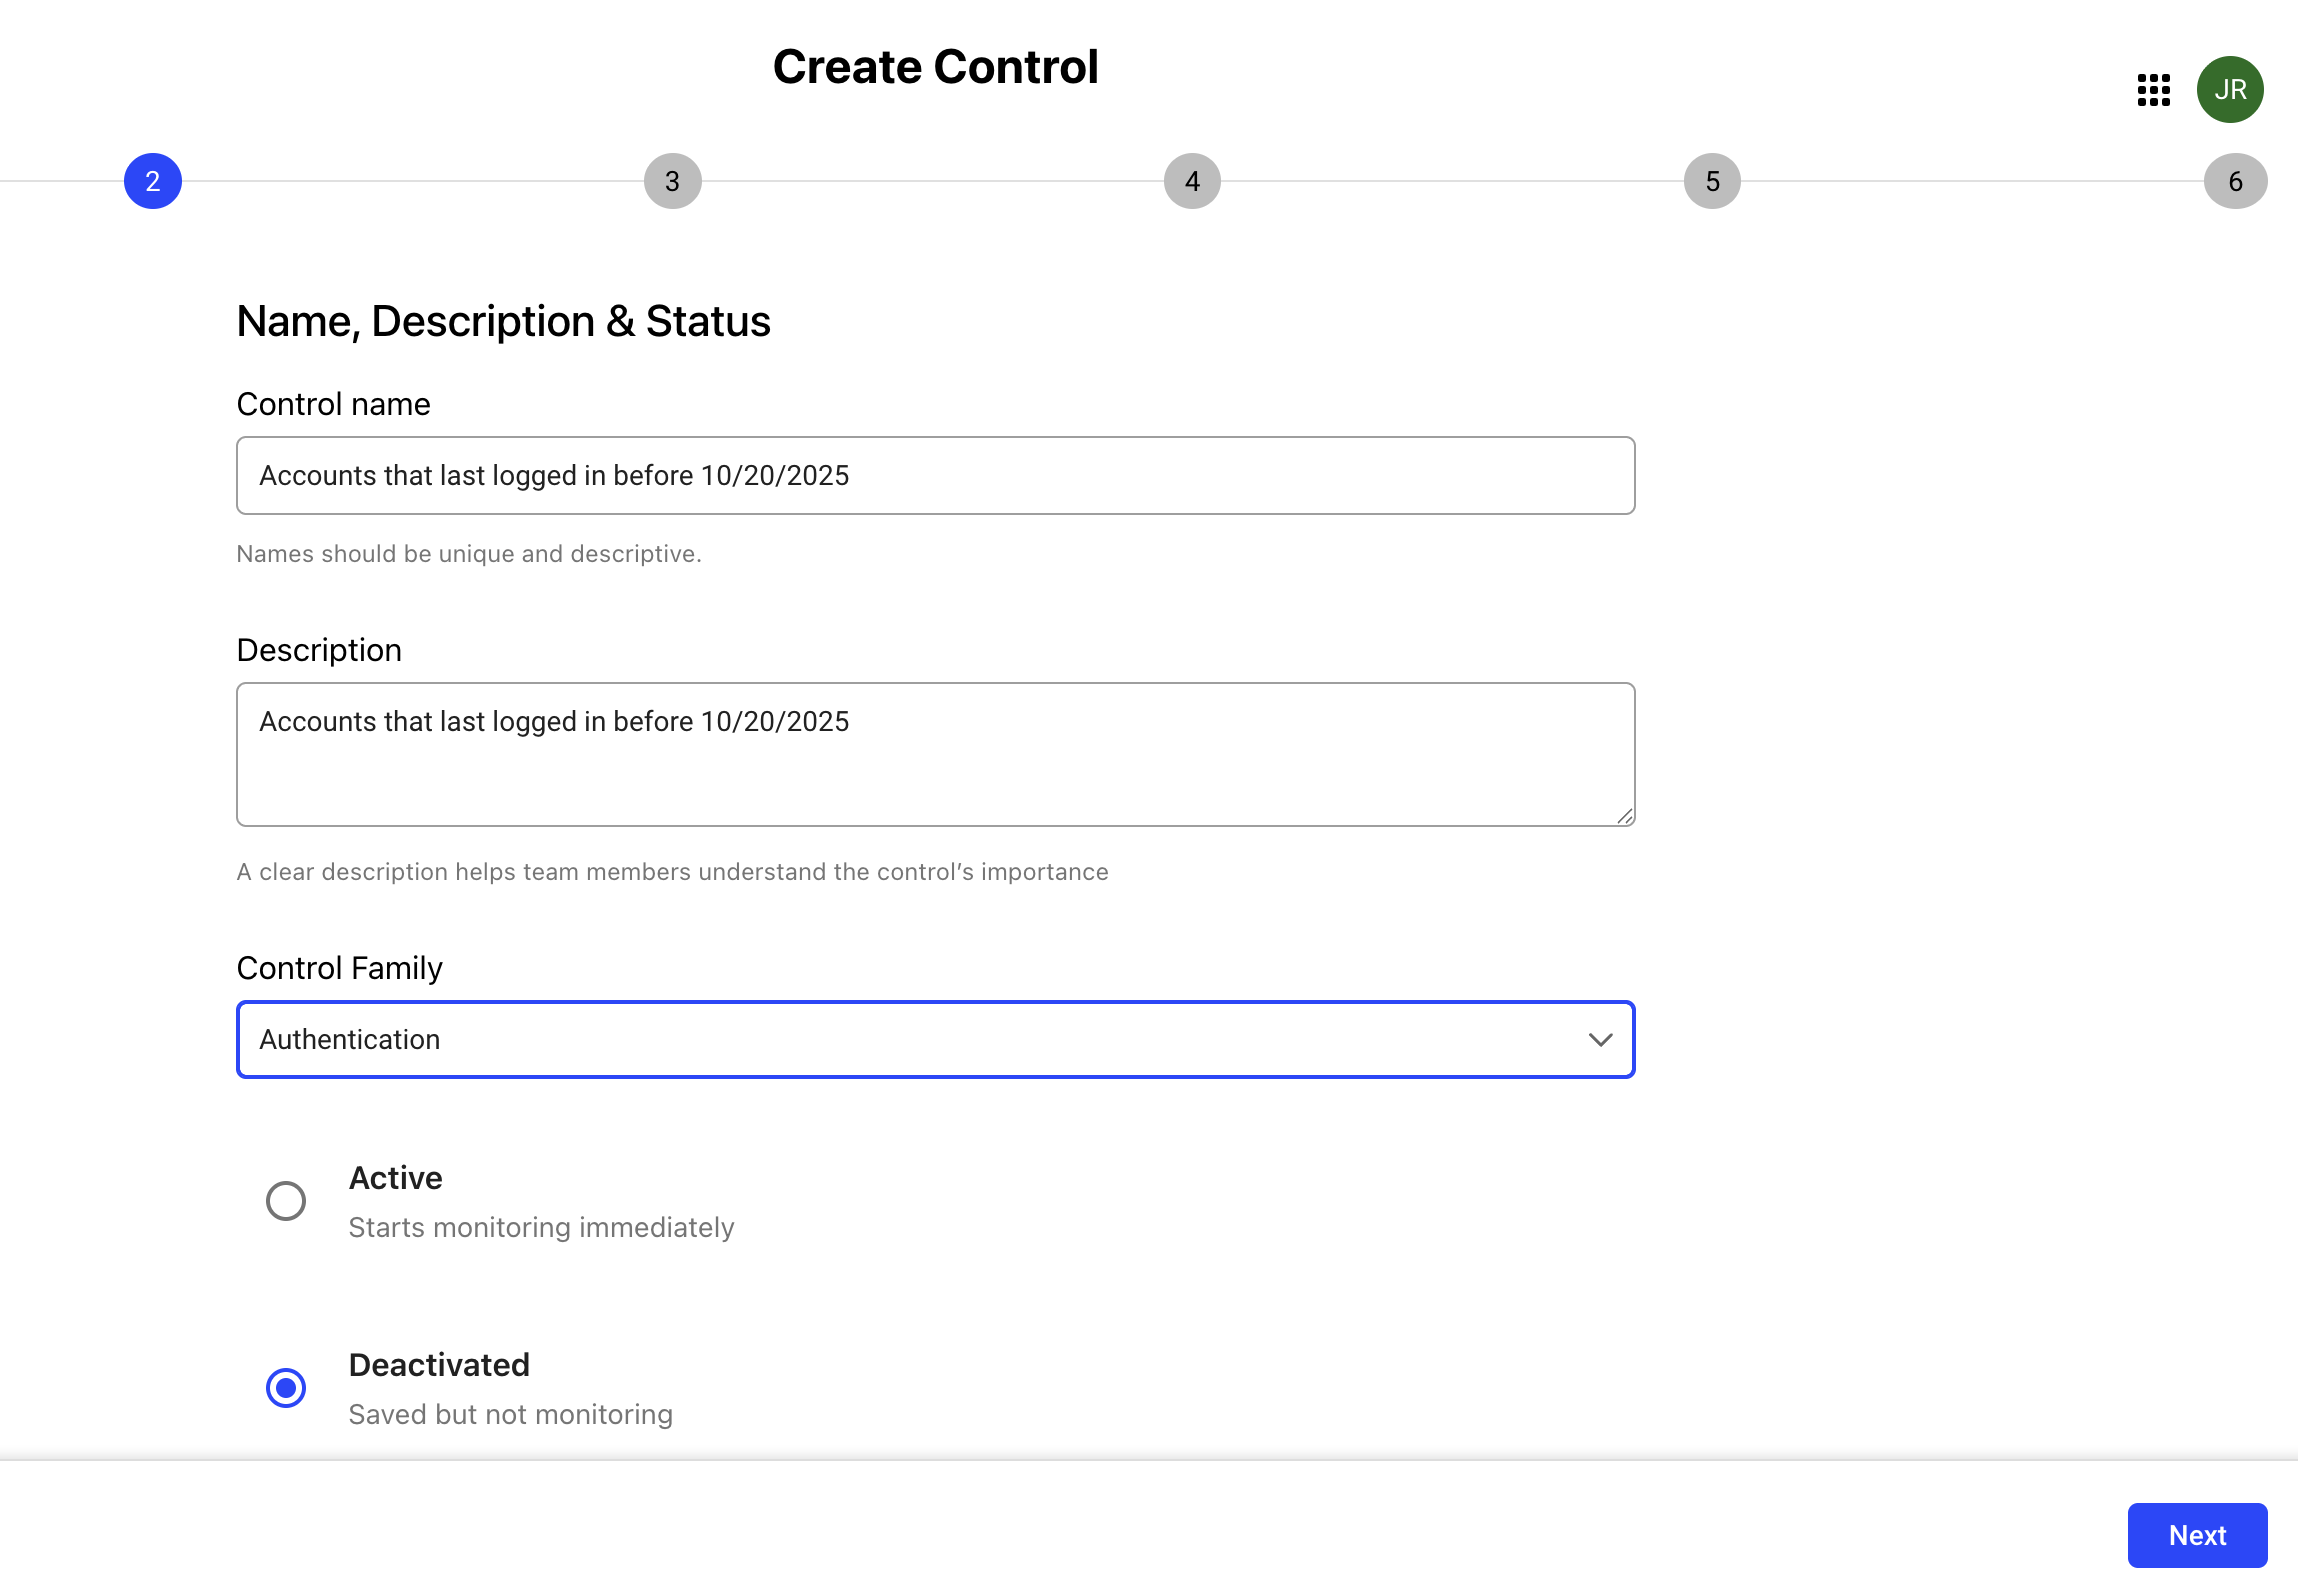 Create Control
JR
2 3 4 5 6
Name, Description & Status
Control name
Accounts that last logged in before 10/20/2025
Names should be unique and descriptive.
Description
Accounts that last logged in before 10/20/2025
A clear description helps team members understand the control's importance
Control Family
Authentication
Active
Starts monitoring immediately
Deactivated
Saved but not monitoring
Next